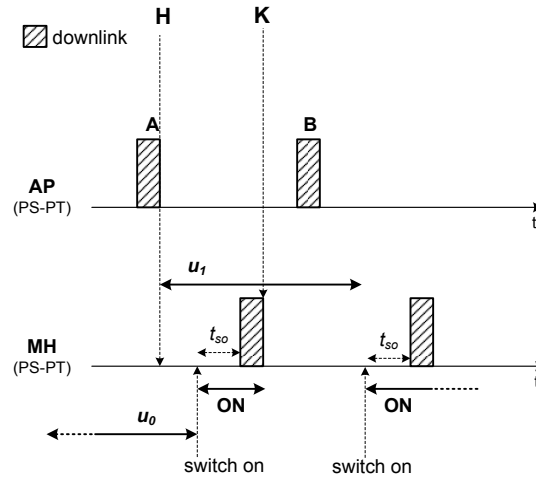 H K
downlink
A B
AP
(PS-PT)
t
u1
tso tso
MH
(PS-PT)
t
ON ON
u0
switch on switch on